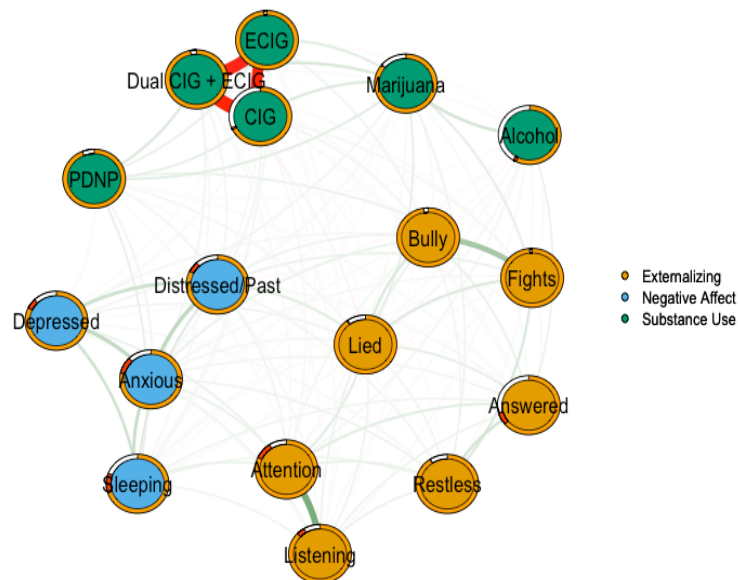 ECIG
Dual CIG + ECIG
Marijuana
CIG
Alcohol
PDNP
Bully
Fights
Distressed/Past
Depressed
Lied
Anxious
Answered
Attention
Restless
Sleeping
Listening
Externalizing
Negative Affect
Substance Use